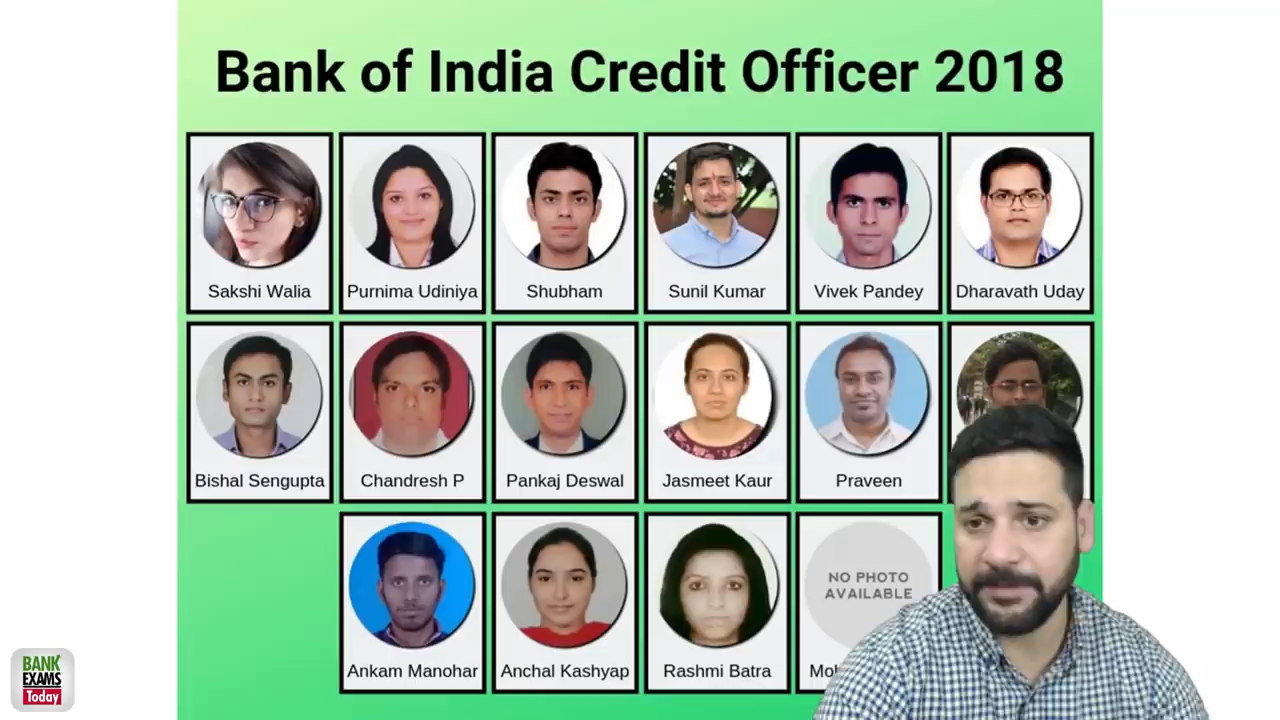 Bank of India Credit Officer 2018
Sakshi Walia
Purnima Udiniya
Shubham
Sunil Kumar
Vivek Pandey
Dharavath Uday
Bishal Sengupta
Chandresh P
Pankaj Deswal
Jasmeet Kaur
Praveen
NO PHOTO
AVAILABLE
Ankam Manohar
Anchal Kashyap
Rashmi Batra
BANK
EXAMS
Today